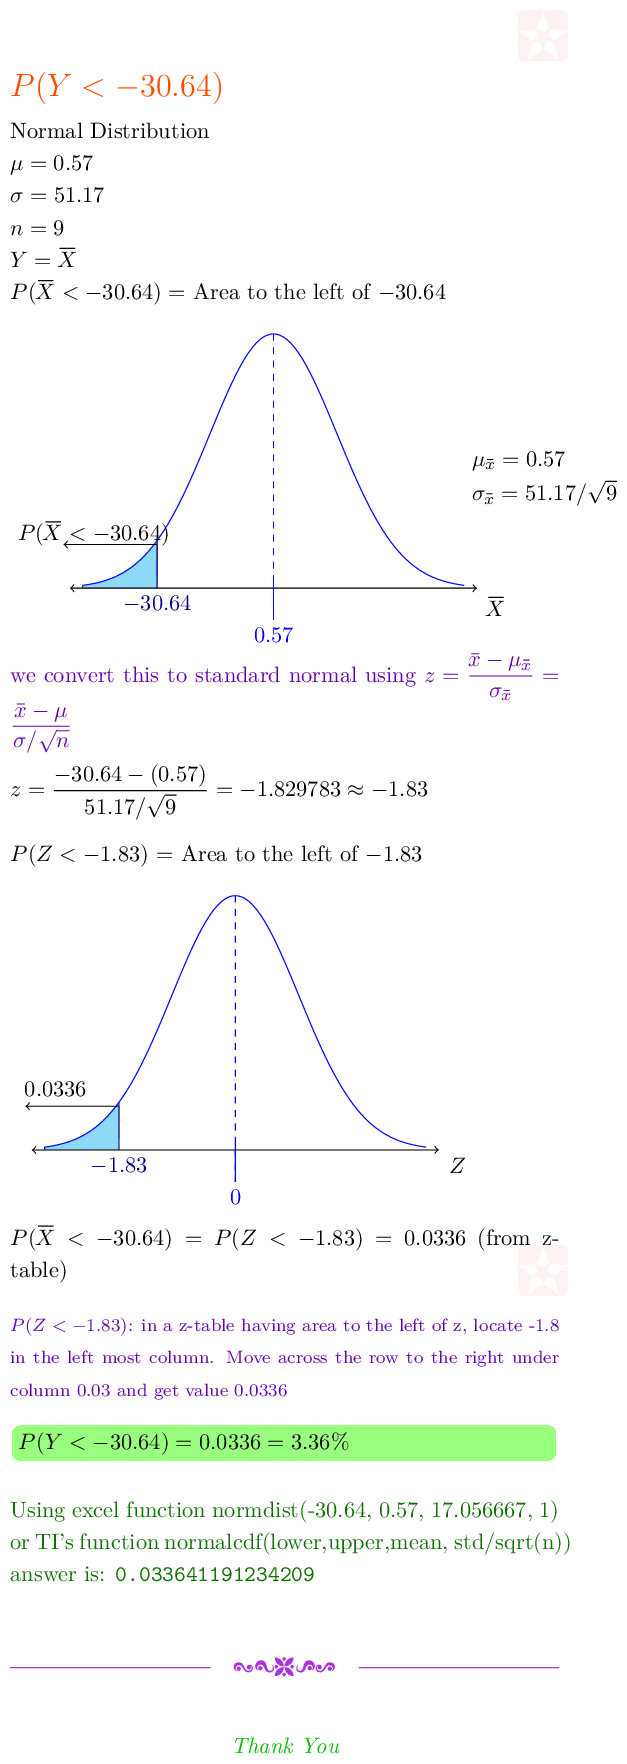 P(Y < −30.64)
Normal Distribution
μ = 0.57
σ = 51.17
n = 9
Y = X̅
P(X̅ < −30.64) = Area to the left of −30.64
μx̄ = 0.57
σx̄ = 51.17/√9
P(X̅ < −30.64)
−30.64
X̅
0.57
we convert this to standard normal using z = (x̄ − μx̄)/σx̄ =
(x̄ − μ)/(σ/√n)
z = (−30.64 − (0.57))/(51.17/√9) = −1.829783 ≈ −1.83
P(Z < −1.83) = Area to the left of −1.83
0.0336
−1.83
Z
0
P(X̅ < −30.64) = P(Z < −1.83) = 0.0336 (from z-
table)
P(Z < −1.83): in a z-table having area to the left of z, locate -1.8
in the left most column. Move across the row to the right under
column 0.03 and get value 0.0336
P(Y < −30.64) = 0.0336 = 3.36%
Using excel function normdist(-30.64, 0.57, 17.056667, 1)
or TI's function normalcdf(lower,upper,mean, std/sqrt(n))
answer is: 0.033641191234209
Thank You